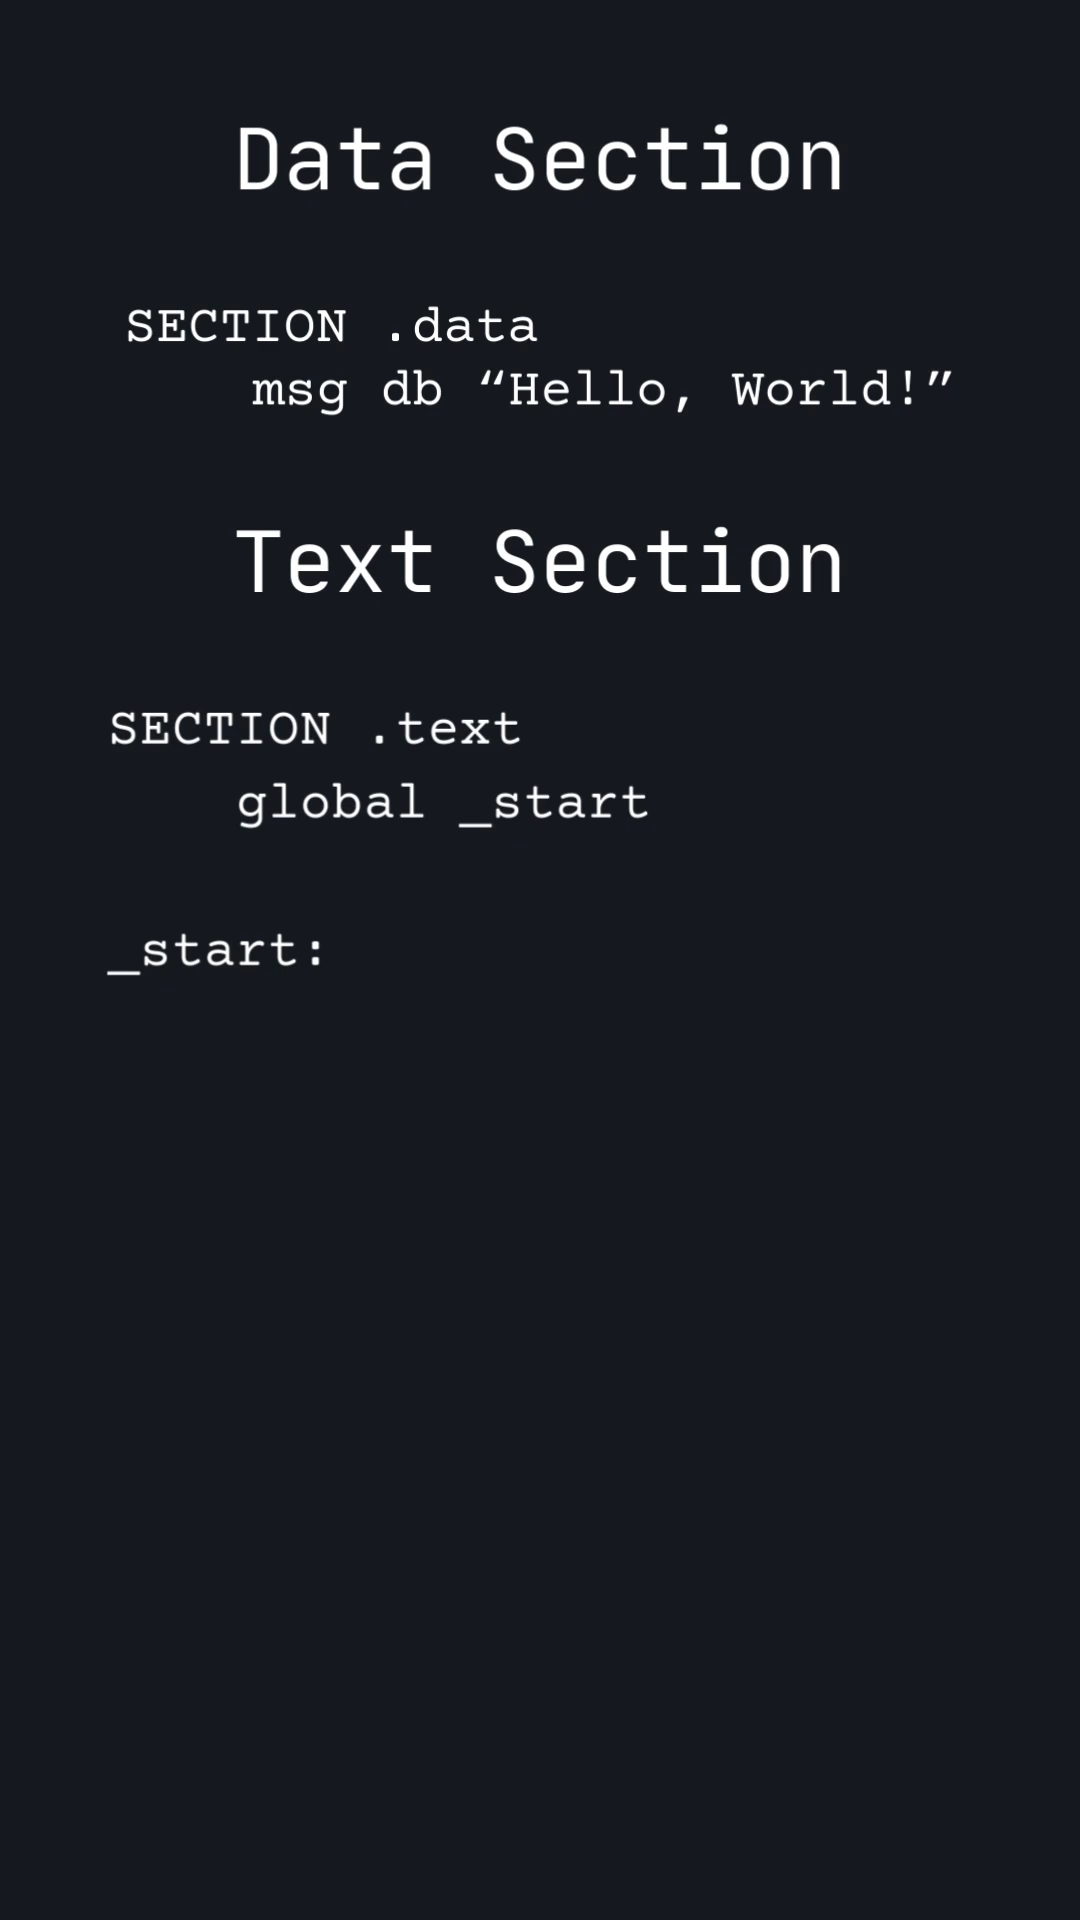 Data Section
SECTION .data
msg db “Hello, World!”
Text Section
SECTION .text
global _start
_start: